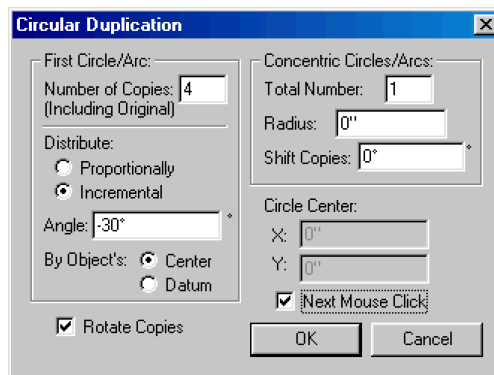 Circular Duplication
First Circle/Arc:
Number of Copies: 4
(Including Original)
Distribute:
Proportionally
Incremental
Angle: -30° °
By Object's: Center
Datum
Rotate Copies
Concentric Circles/Arcs:
Total Number: 1
Radius: 0"
Shift Copies: 0° °
Circle Center:
X: 0"
Y: 0"
Next Mouse Click
OK Cancel